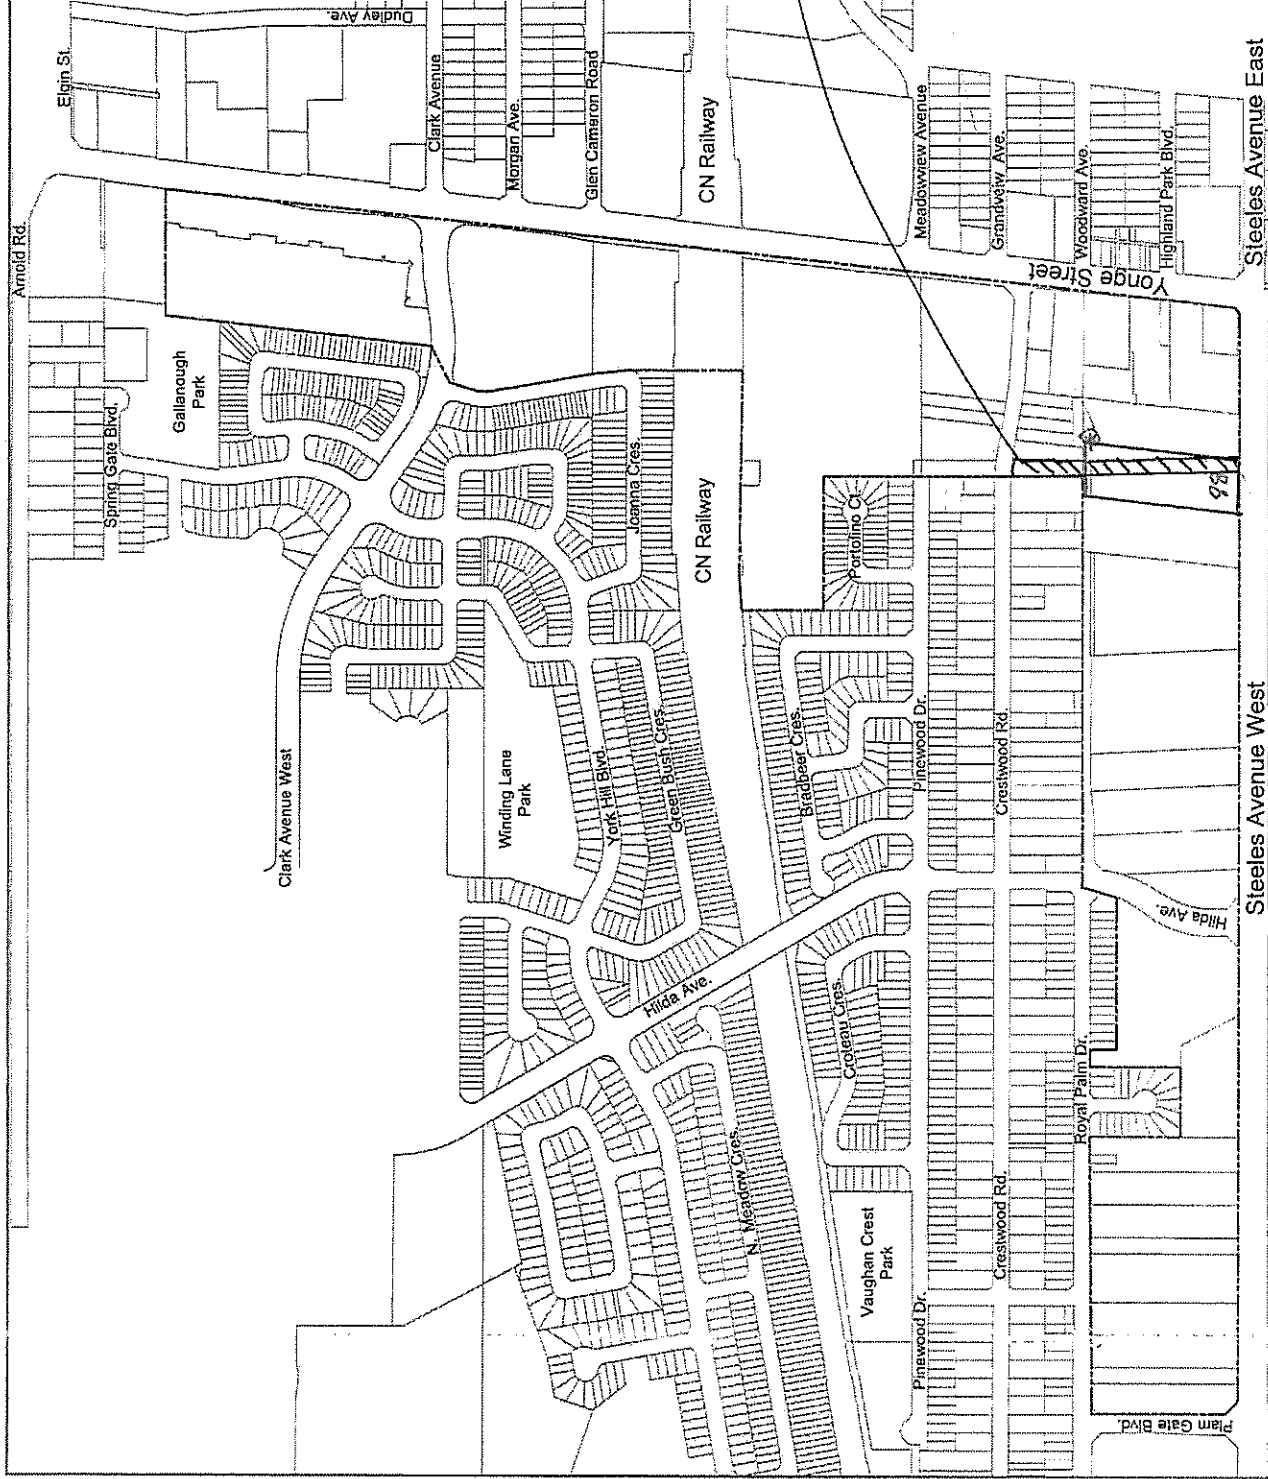 Elgin St.
Dudley Ave.
Arnold Rd.
Clark Avenue
Morgan Ave.
Glen Cameron Road
CN Railway
Meadowview Avenue
Grandview Ave.
Woodward Ave.
Highland Park Blvd.
Steeles Avenue East
Yonge Street
Gallanough
Park
Spring Gate Blvd.
Joanna Cres.
CN Railway
Portofino Ct.
98
Clark Avenue West
Winding Lane
Park
York Hill Blvd.
Green Bush Cres.
Bradbeer Cres.
Pinewood Dr.
Crestwood Rd.
Steeles Avenue West
Hilda Ave.
Hilda Ave.
Croteau Cres.
Royal Palm Dr.
N. Meadow Cres.
Vaughan Crest
Park
Pinewood Dr.
Crestwood Rd.
Plam Gate Blvd.